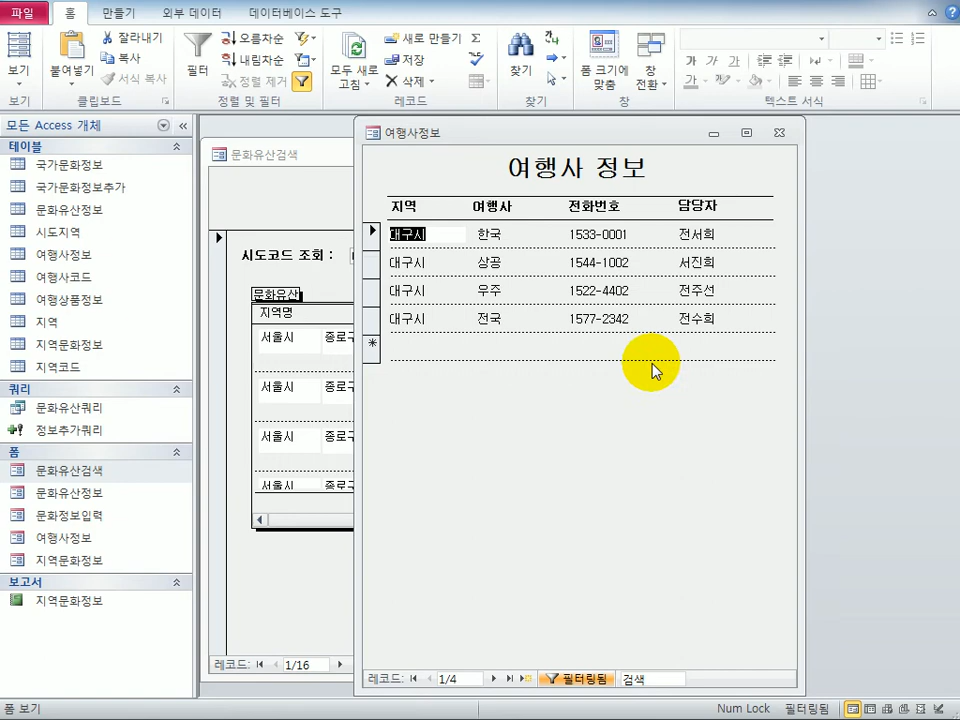 파일 홈 만들기 외부 데이터 데이터베이스 도구
보기
보기
붙여넣기
잘라내기
복사
서식 복사
클립보드
필터
오름차순
내림차순
정렬 제거
정렬 및 필터
모두 새로
고침
새로 만들기
저장
삭제
레코드
찾기
찾기
폼 크기에
맞춤
창
전환
창
가 가 가
가
텍스트 서식
모든 Access 개체
테이블
국가문화정보
국가문화정보추가
문화유산정보
시도지역
여행사정보
여행사코드
여행상품정보
지역
지역문화정보
지역코드
쿼리
문화유산쿼리
정보추가쿼리
폼
문화유산검색
문화유산정보
문화정보입력
여행사정보
지역문화정보
보고서
지역문화정보
문화유산검색
시도코드 조회 :
문화유산
지역명
서울시 종로구
서울시 종로구
서울시 종로구
서울시 종로구
레코드: 1/16
여행사정보
여행사 정보
지역 여행사 전화번호 담당자
대구시 한국 1533-0001 전서희
대구시 상공 1544-1002 서진희
대구시 우주 1522-4402 전주선
대구시 전국 1577-2342 전수희
레코드: 1/4 필터링됨 검색
폼 보기 Num Lock 필터링됨